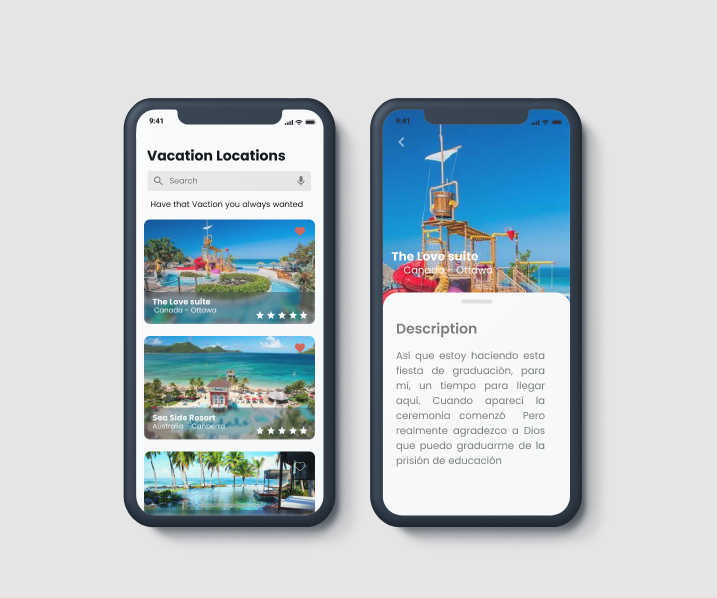 9:41
Vacation Locations
Search
Have that Vaction you always wanted
The Love suite
Canada - Ottawa
Sea Side Resort
Australia - Canberra
9:41
The Love suite
Canada - Ottawa
Description
Así que estoy haciendo esta
fiesta de graduación, para
mí, un tiempo para llegar
aquí. Cuando aparecí la
ceremonia comenzó Pero
realmente agradezco a Dios
que puedo graduarme de la
prisión de educación